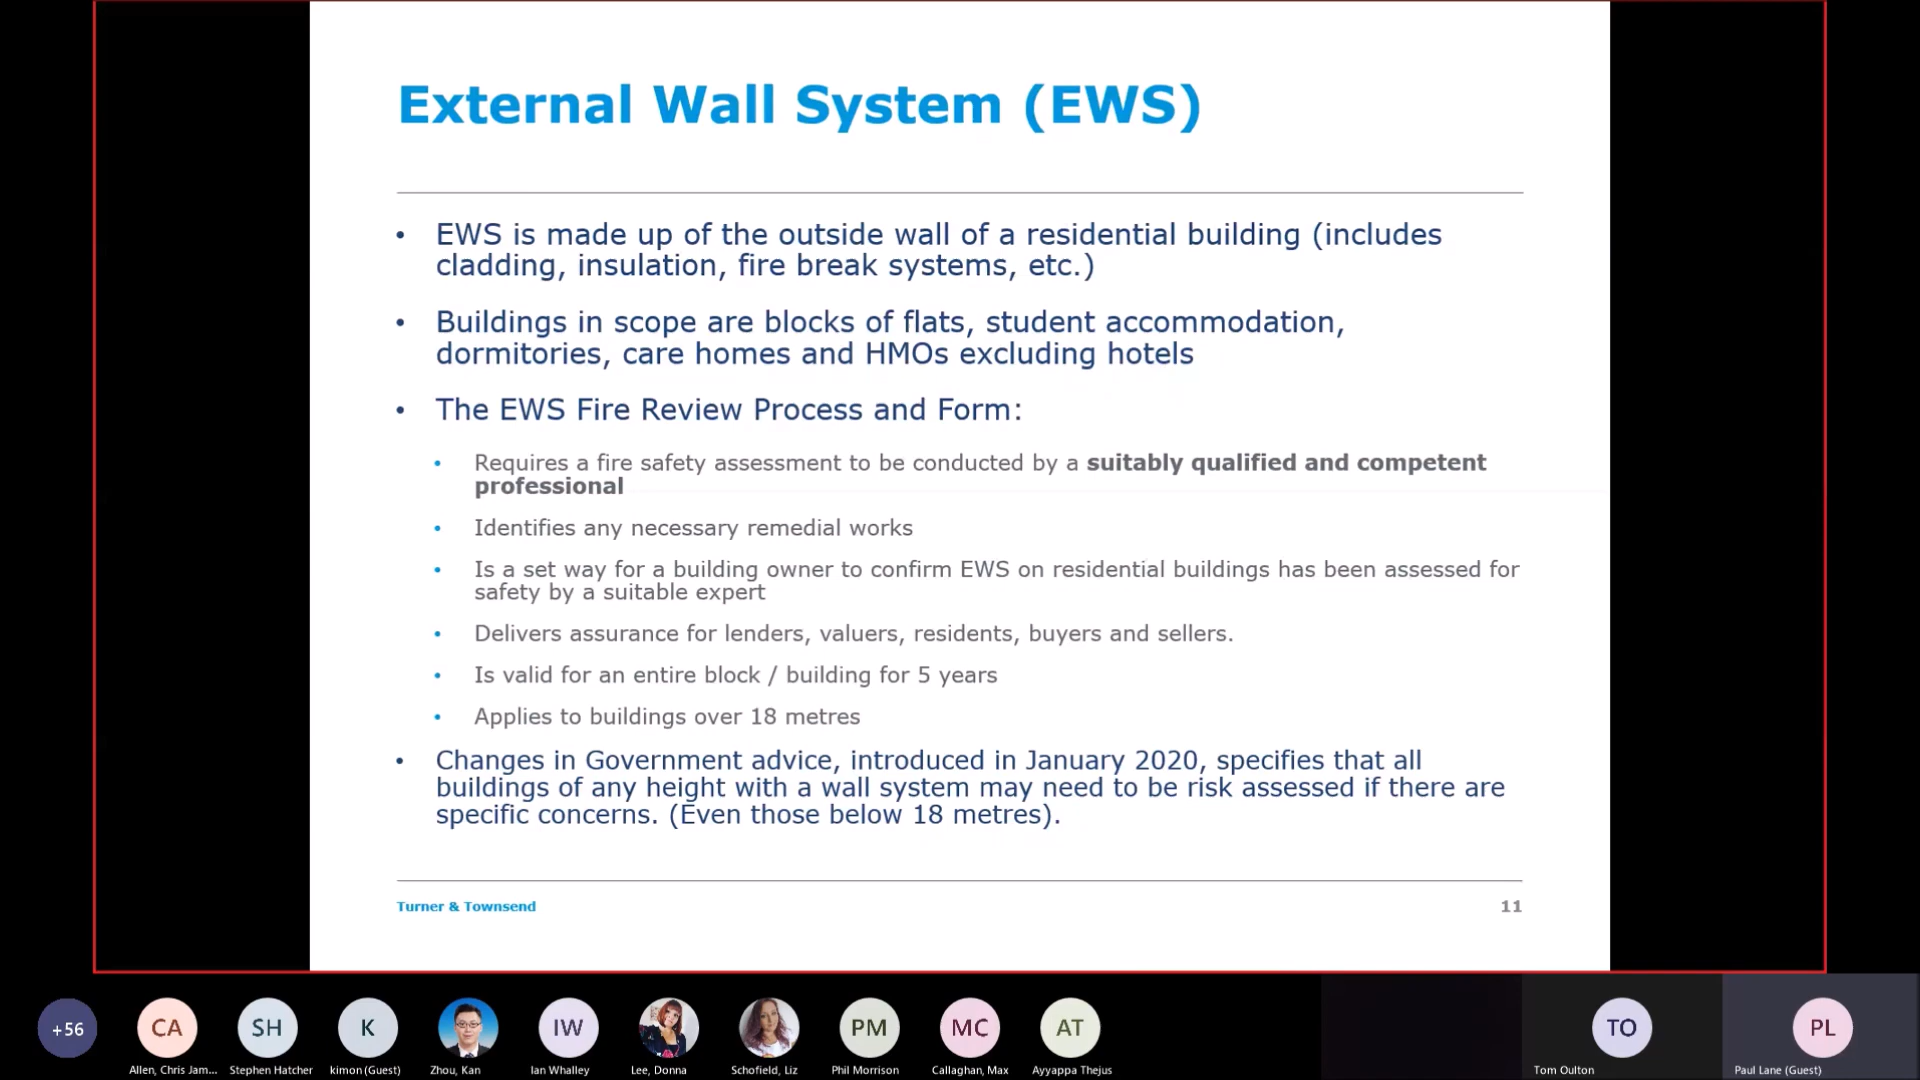 External Wall System (EWS)
• EWS is made up of the outside wall of a residential building (includes
cladding, insulation, fire break systems, etc.)
• Buildings in scope are blocks of flats, student accommodation,
dormitories, care homes and HMOs excluding hotels
• The EWS Fire Review Process and Form:
• Requires a fire safety assessment to be conducted by a suitably qualified and competent
professional
• Identifies any necessary remedial works
• Is a set way for a building owner to confirm EWS on residential buildings has been assessed for
safety by a suitable expert
• Delivers assurance for lenders, valuers, residents, buyers and sellers.
• Is valid for an entire block / building for 5 years
• Applies to buildings over 18 metres
• Changes in Government advice, introduced in January 2020, specifies that all
buildings of any height with a wall system may need to be risk assessed if there are
specific concerns. (Even those below 18 metres).
Turner & Townsend 11
+56 CA SH K IW PM MC AT TO PL
Allen, Chris Jam... Stephen Hatcher kimon (Guest) Zhou, Kan Ian Whalley Lee, Donna Schofield, Liz Phil Morrison Callaghan, Max Ayyappa Thejus Tom Oulton Paul Lane (Guest)